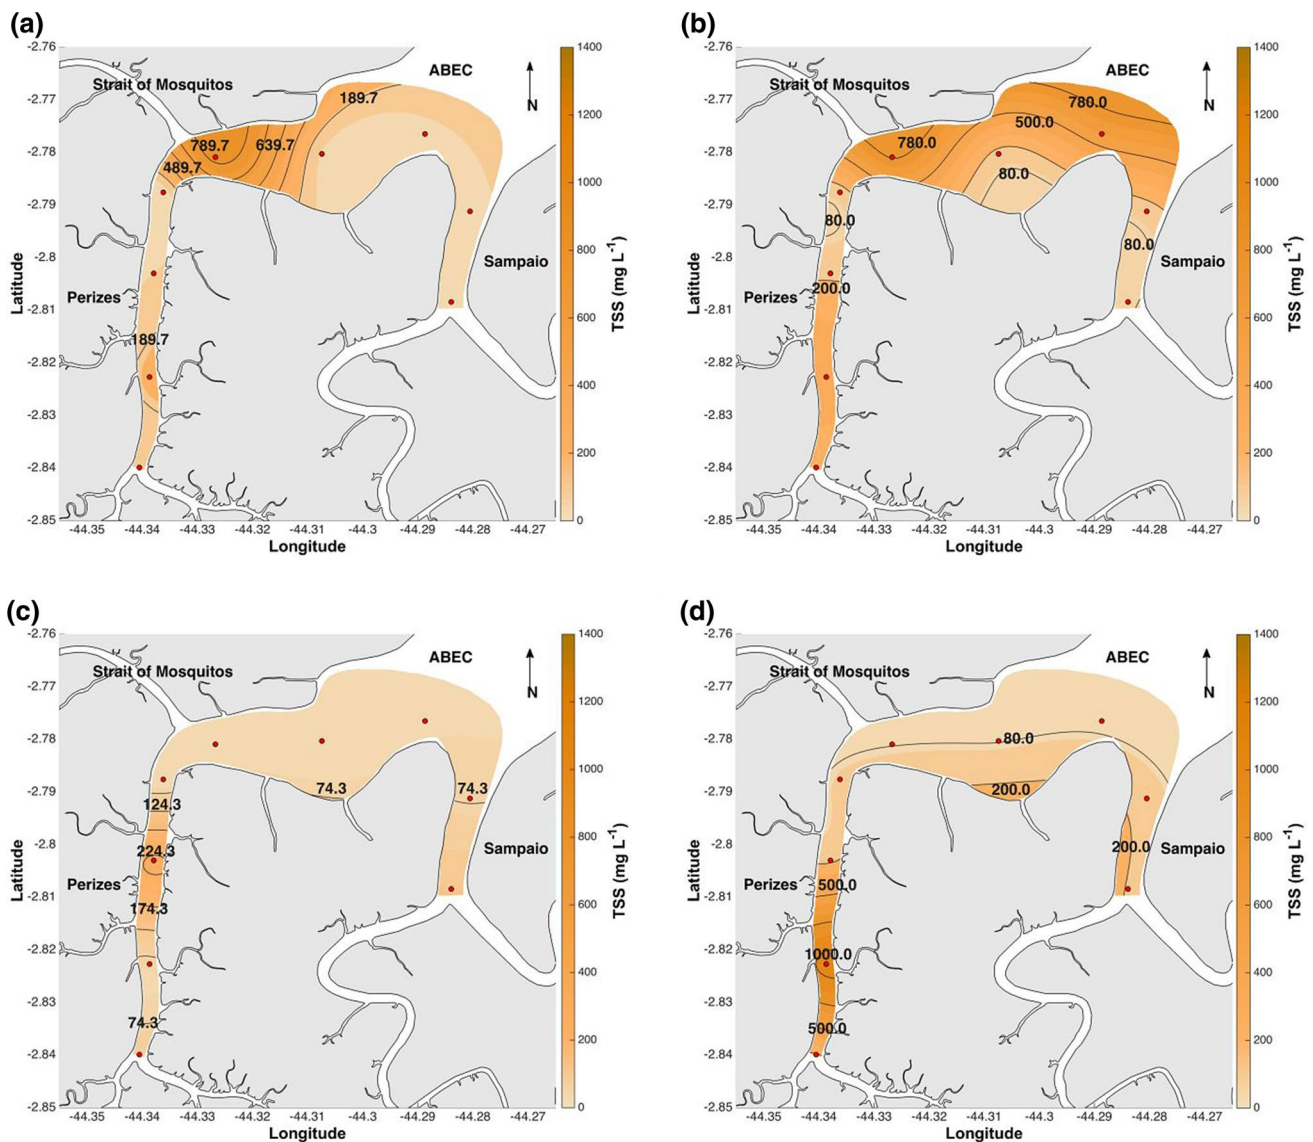 (a)
-2.76
-2.77
-2.78
-2.79
-2.8
-2.81
-2.82
-2.83
-2.84
-2.85
Latitude
Strait of Mosquitos
ABEC
N
189.7
789.7
639.7
489.7
Sampaio
Perizes
189.7
-44.35 -44.34 -44.33 -44.32 -44.31 -44.3 -44.29 -44.28 -44.27
Longitude
1400
1200
1000
800
600
400
200
0
TSS (mg L⁻¹)
(b)
-2.76
-2.77
-2.78
-2.79
-2.8
-2.81
-2.82
-2.83
-2.84
-2.85
Latitude
Strait of Mosquitos
ABEC
N
780.0
500.0
780.0
80.0
80.0
80.0
Sampaio
200.0
Perizes
-44.35 -44.34 -44.33 -44.32 -44.31 -44.3 -44.29 -44.28 -44.27
Longitude
1400
1200
1000
800
600
400
200
0
TSS (mg L⁻¹)
(c)
-2.76
-2.77
-2.78
-2.79
-2.8
-2.81
-2.82
-2.83
-2.84
-2.85
Latitude
Strait of Mosquitos
ABEC
N
74.3
74.3
124.3
224.3
Sampaio
Perizes
174.3
74.3
-44.35 -44.34 -44.33 -44.32 -44.31 -44.3 -44.29 -44.28 -44.27
Longitude
1400
1200
1000
800
600
400
200
0
TSS (mg L⁻¹)
(d)
-2.76
-2.77
-2.78
-2.79
-2.8
-2.81
-2.82
-2.83
-2.84
-2.85
Latitude
Strait of Mosquitos
ABEC
N
80.0
200.0
200.0
Sampaio
Perizes
500.0
1000.0
500.0
-44.35 -44.34 -44.33 -44.32 -44.31 -44.3 -44.29 -44.28 -44.27
Longitude
1400
1200
1000
800
600
400
200
0
TSS (mg L⁻¹)